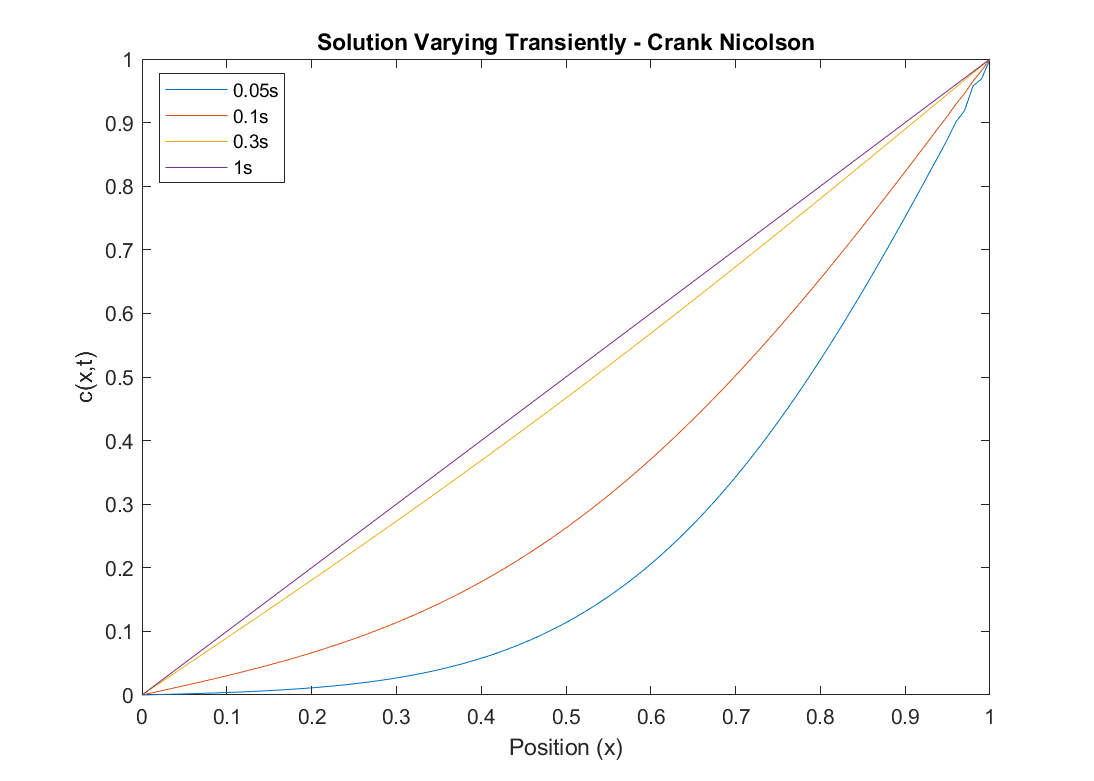 Solution Varying Transiently - Crank Nicolson
1
0.9
0.8
0.7
0.6
0.5
0.4
0.3
0.2
0.1
0
c(x,t)
0.05s
0.1s
0.3s
1s
0 0.1 0.2 0.3 0.4 0.5 0.6 0.7 0.8 0.9 1
Position (x)